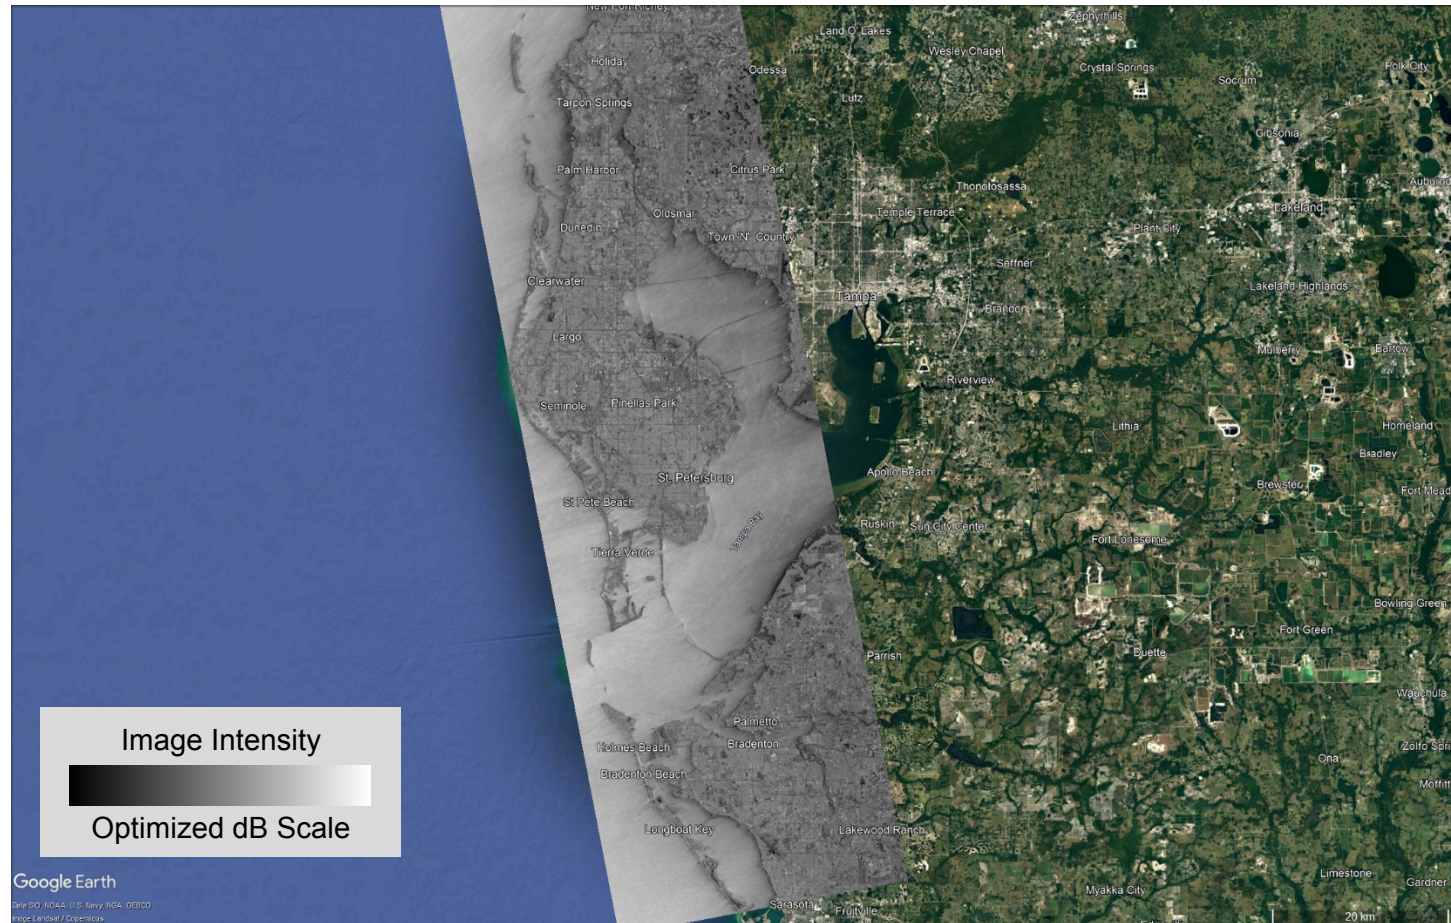 New Port Richey
Zephyrhills
Land O' Lakes
Wesley Chapel
Holiday
Odessa
Crystal Springs
Polk City
Socrum
Tarpon Springs
Lutz
Gibsonia
Palm Harbor
Citrus Park
Thonotosassa
Auburnd
Oldsmar
Temple Terrace
Lakeland
Dunedin
Town 'N' Country
Plant City
Seffner
Clearwater
Tampa
Lakeland Highlands
Brandon
Largo
Mulberry
Bartow
Riverview
Seminole
Pinellas Park
Lithia
Homeland
Bradley
St. Petersburg
Apollo Beach
Brewster
Fort Mead
St Pete Beach
Tampa Bay
Ruskin
Sun City Center
Fort Lonesome
Tierra Verde
Bowling Green
Fort Green
Parrish
Duette
Wauchula
Palmetto
Holmes Beach
Bradenton
Zolfo Spri
Ona
Bradenton Beach
Moffitt
Longboat Key
Lakewood Ranch
Limestone
Gardner
Myakka City
Sarasota
Fruitville
20 km
Image Intensity
Optimized dB Scale
Google Earth
Data SIO, NOAA, U.S. Navy, NGA, GEBCO
Image Landsat / Copernicus